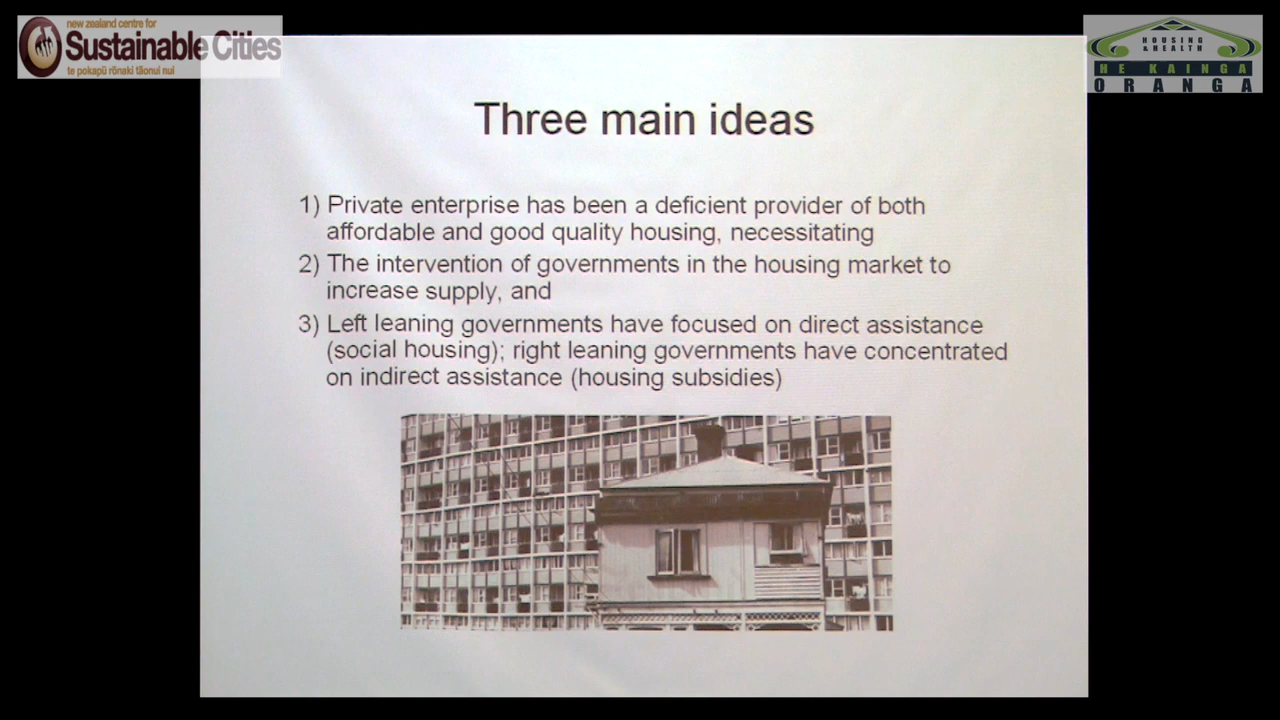 new zealand centre for
Sustainable Cities
te pokapū rōnaki tāonui nui
HOUSING
& HEALTH
HE KAINGA
ORANGA
Three main ideas
1) Private enterprise has been a deficient provider of both
affordable and good quality housing, necessitating
2) The intervention of governments in the housing market to
increase supply, and
3) Left leaning governments have focused on direct assistance
(social housing); right leaning governments have concentrated
on indirect assistance (housing subsidies)